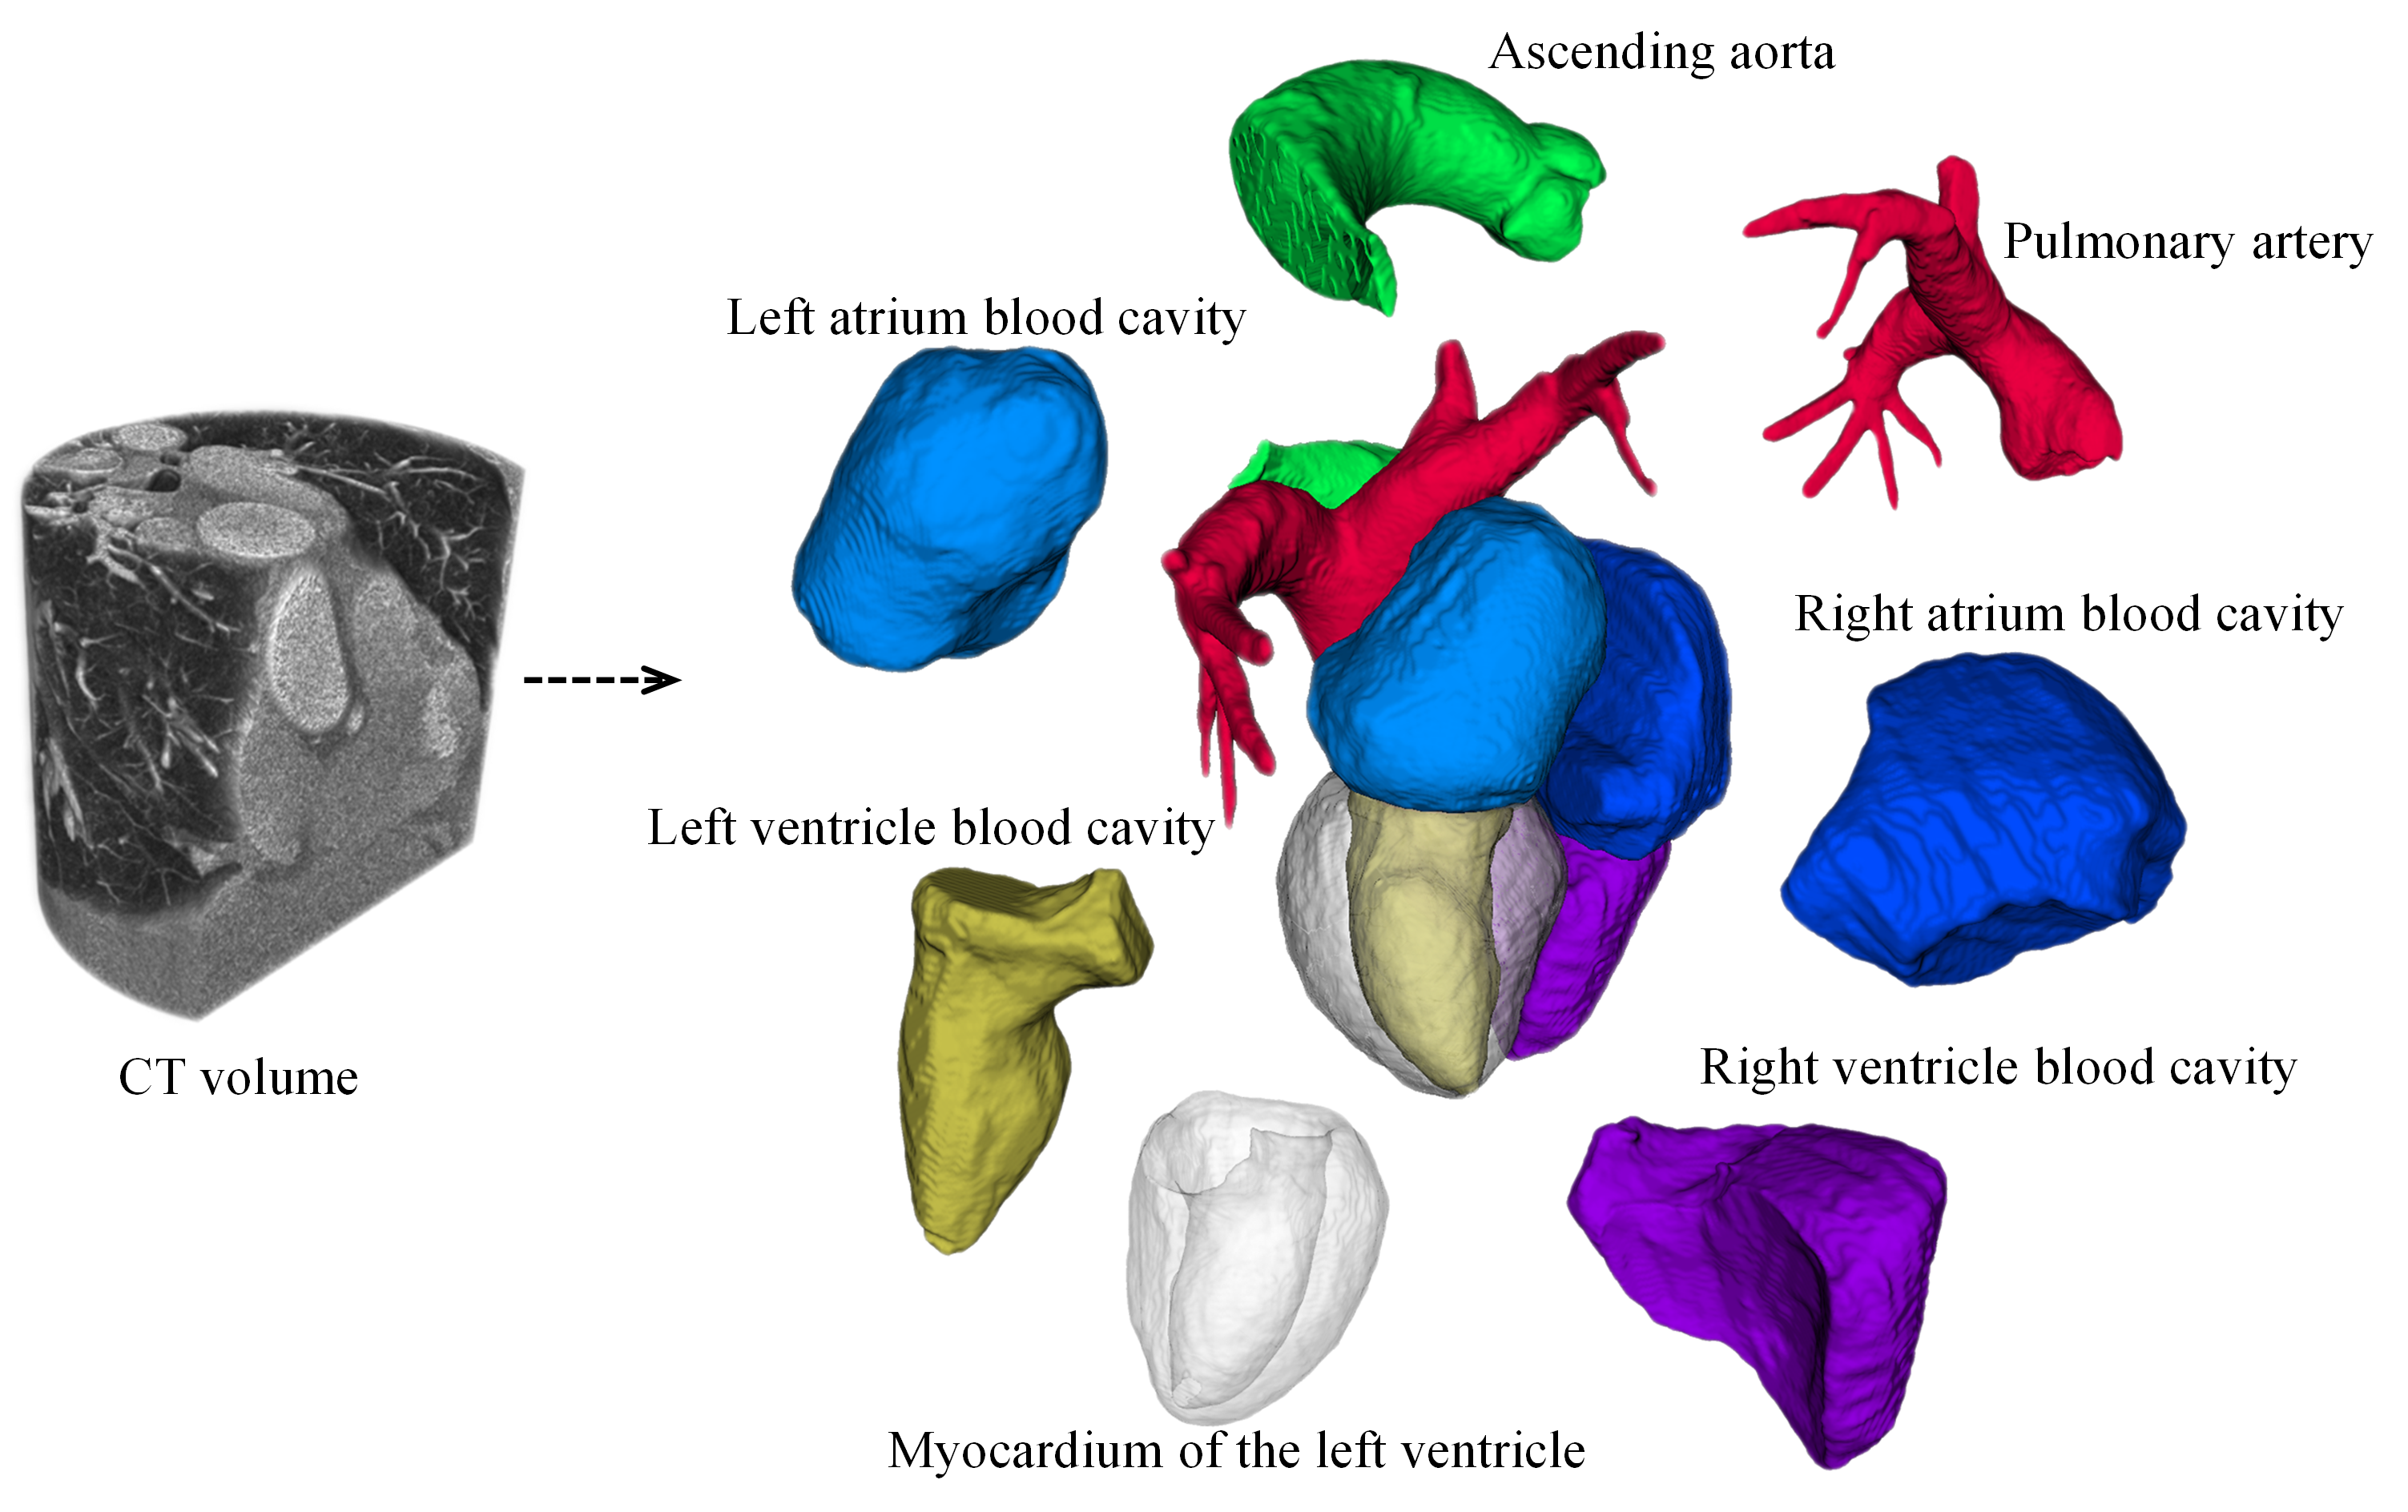 Ascending aorta
Pulmonary artery
Left atrium blood cavity
Right atrium blood cavity
Left ventricle blood cavity
CT volume
Right ventricle blood cavity
Myocardium of the left ventricle